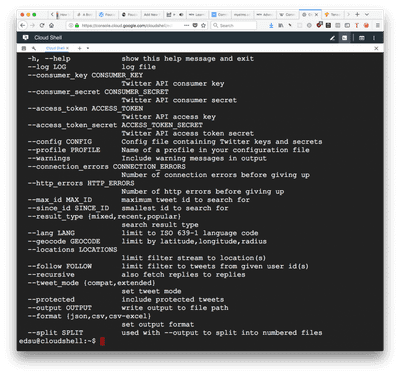 https://console.cloud.google.com/cloudshell/
Search
Cloud Shell
cloudshell
-h, --help show this help message and exit
--log LOG log file
--consumer_key CONSUMER_KEY
Twitter API consumer key
--consumer_secret CONSUMER_SECRET
Twitter API consumer secret
--access_token ACCESS_TOKEN
Twitter API access key
--access_token_secret ACCESS_TOKEN_SECRET
Twitter API access token secret
--config CONFIG Config file containing Twitter keys and secrets
--profile PROFILE Name of a profile in your configuration file
--warnings Include warning messages in output
--connection_errors CONNECTION_ERRORS
Number of connection errors before giving up
--http_errors HTTP_ERRORS
Number of http errors before giving up
--max_id MAX_ID maximum tweet id to search for
--since_id SINCE_ID smallest id to search for
--result_type {mixed,recent,popular}
search result type
--lang LANG limit to ISO 639-1 language code
--geocode GEOCODE limit by latitude,longitude,radius
--locations LOCATIONS
limit filter stream to location(s)
--follow FOLLOW limit filter to tweets from given user id(s)
--recursive also fetch replies to replies
--tweet_mode {compat,extended}
set tweet mode
--protected include protected tweets
--output OUTPUT write output to file path
--format {json,csv,csv-excel}
set output format
--split SPLIT used with --output to split into numbered files
edsu@cloudshell:~$